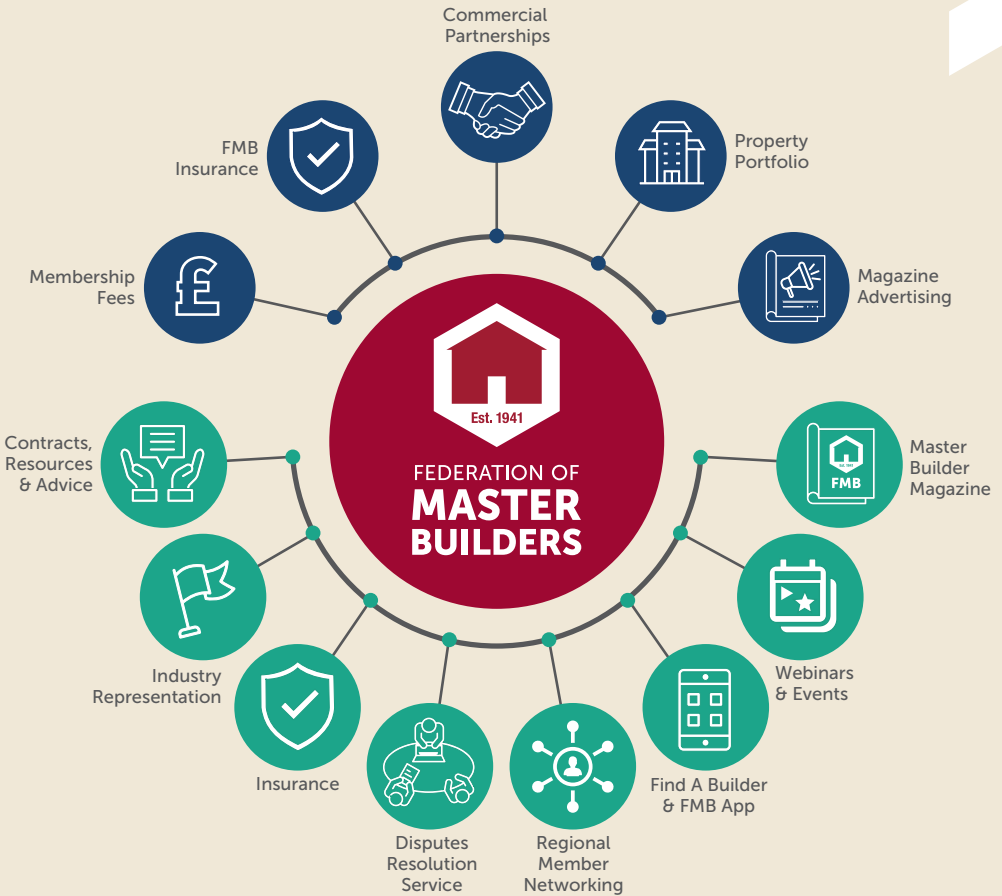 Commercial
Partnerships
FMB
Insurance
Property
Portfolio
Membership
Fees
£
Magazine
Advertising
Est. 1941
FEDERATION OF
MASTER
BUILDERS
Contracts,
Resources
& Advice
Master
Builder
Magazine
Est. 1941
FMB
Industry
Representation
Webinars
& Events
Insurance
Find A Builder
& FMB App
Disputes
Resolution
Service
Regional
Member
Networking